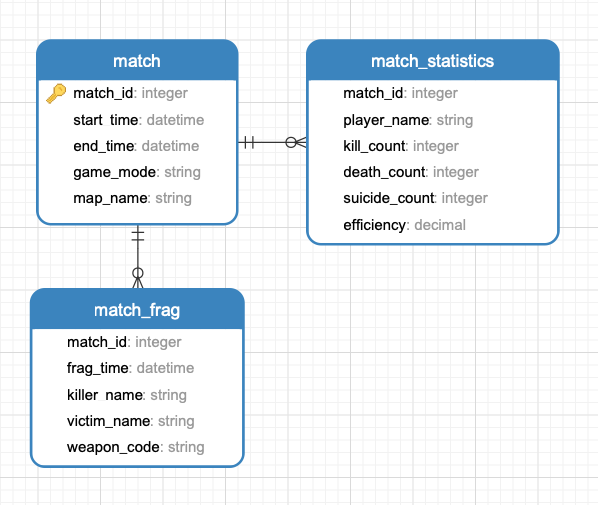 match
match_id: integer
start_time: datetime
end_time: datetime
game_mode: string
map_name: string
match_statistics
match_id: integer
player_name: string
kill_count: integer
death_count: integer
suicide_count: integer
efficiency: decimal
match_frag
match_id: integer
frag_time: datetime
killer_name: string
victim_name: string
weapon_code: string